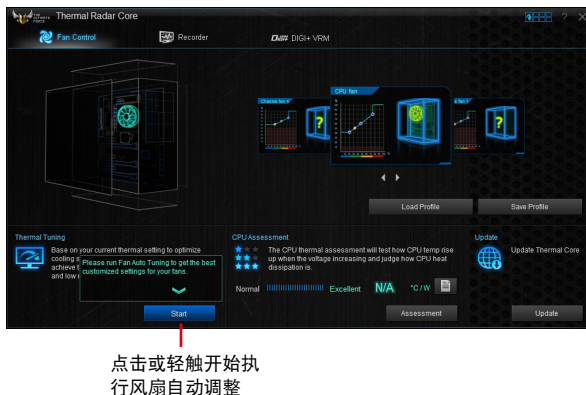 THE ULTIMATE FORCE
Thermal Radar Core
Fan Control
Recorder
DIGI+ VRM
Chassis fan
CPU fan
Load Profile
Save Profile
Thermal Tuning
CPU Assessment
Update
Base on your current thermal setting to optimize
cooling
achieve
and low
Please run Fan Auto Tuning to get the best
customized settings for your fans.
The CPU thermal assessment will test how CPU temp rise
up when the voltage increasing and judge how CPU heat
dissipation is.
Update Thermal Core
Normal
Excellent
N/A
°C / W
Start
Assessment
Update
点击或轻触开始执
行风扇自动调整